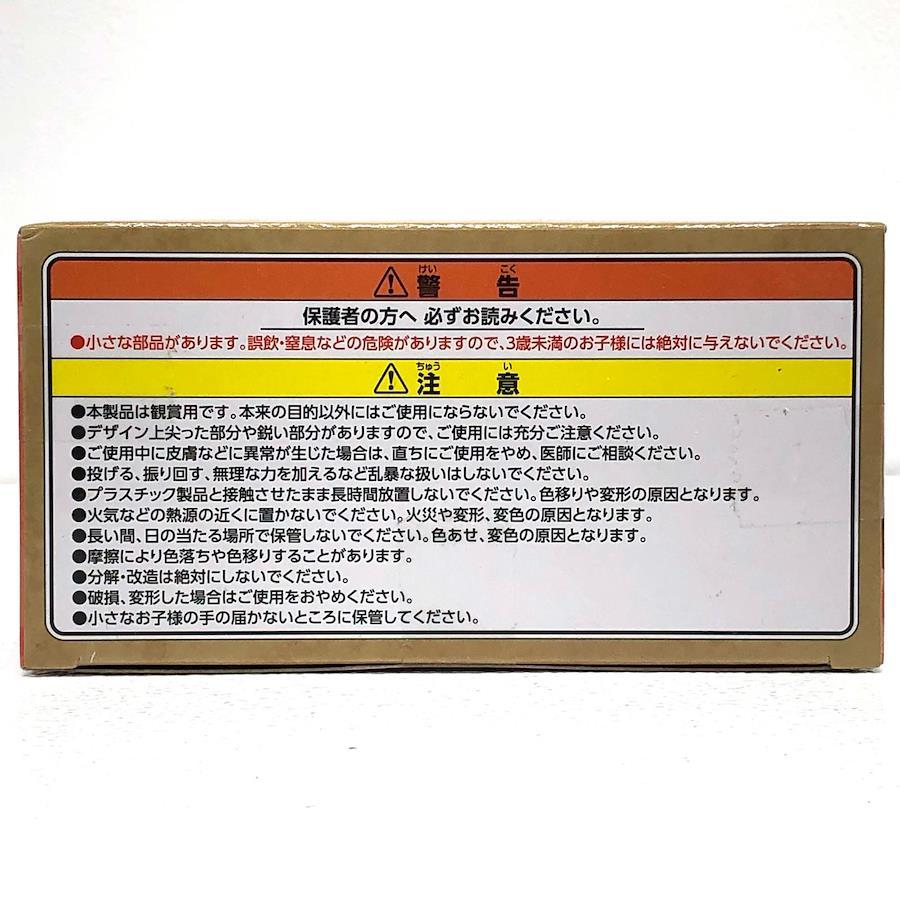 ⚠警告
保護者の方へ 必ずお読みください。
●小さな部品があります。誤飲・窒息などの危険がありますので、3歳未満のお子様には絶対に与えないでください。
⚠注意
●本製品は観賞用です。本来の目的以外にはご使用にならないでください。
●デザイン上尖った部分や鋭い部分がありますので、ご使用には充分ご注意ください。
●ご使用中に皮膚などに異常が生じた場合は、直ちにご使用をやめ、医師にご相談ください。
●投げる、振り回す、無理な力を加えるなど乱暴な扱いはしないでください。
●プラスチック製品と接触させたまま長時間放置しないでください。色移りや変形の原因となります。
●火気などの熱源の近くに置かないでください。火災や変形、変色の原因となります。
●長い間、日の当たる場所で保管しないでください。色あせ、変色の原因となります。
●摩擦により色落ちや色移りすることがあります。
●分解・改造は絶対にしないでください。
●破損、変形した場合はご使用をおやめください。
●小さなお子様の手の届かないところに保管してください。